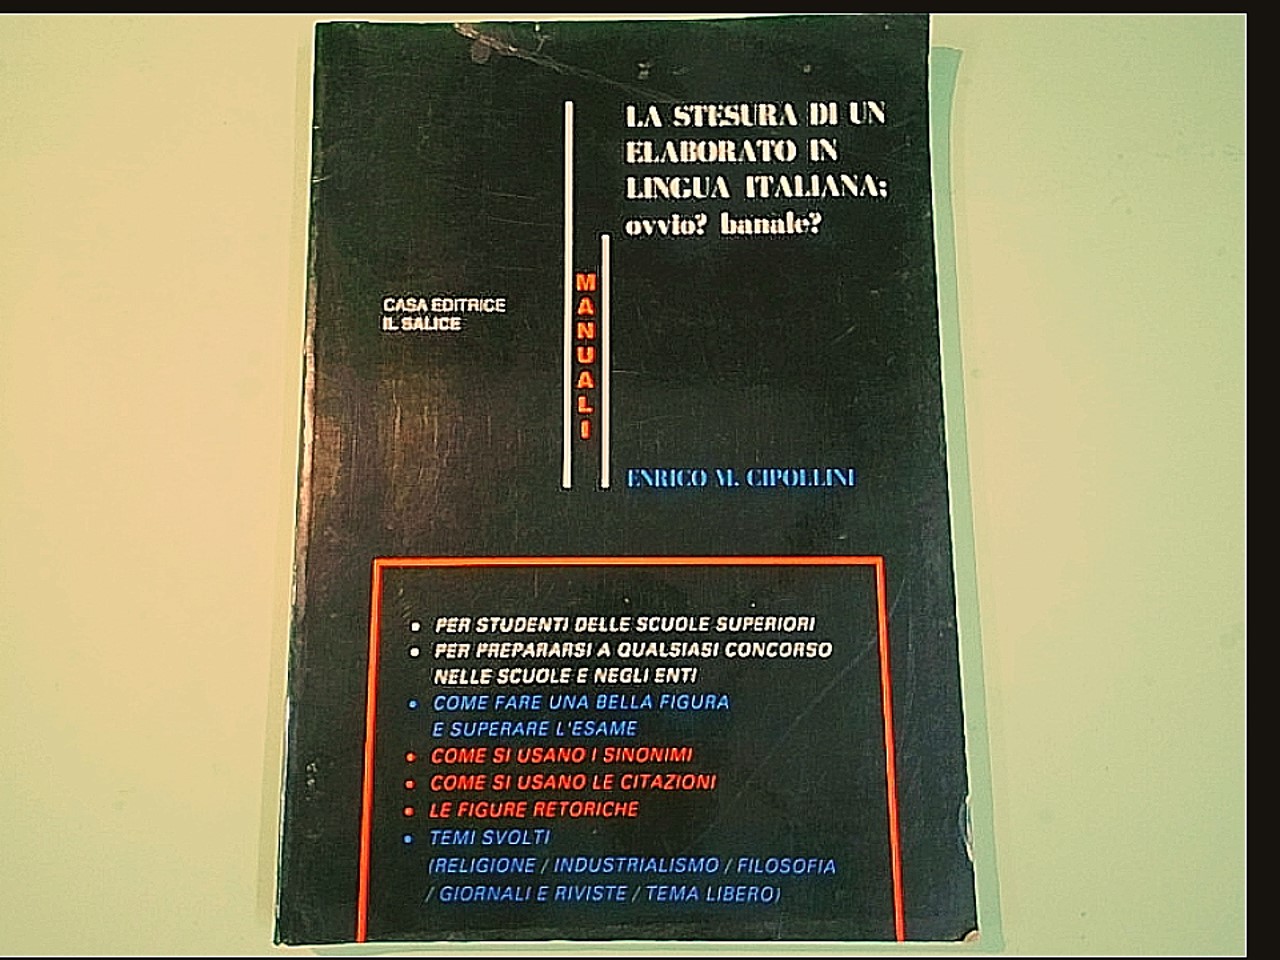 LA STESURA DI UN
ELABORATO IN
LINGUA ITALIANA;
ovvio? banale?
CASA EDITRICE
IL SALICE
MANUALI
ENRICO M. CIPOLLINI
• PER STUDENTI DELLE SCUOLE SUPERIORI
• PER PREPARARSI A QUALSIASI CONCORSO
NELLE SCUOLE E NEGLI ENTI
• COME FARE UNA BELLA FIGURA
E SUPERARE L'ESAME
• COME SI USANO I SINONIMI
• COME SI USANO LE CITAZIONI
• LE FIGURE RETORICHE
• TEMI SVOLTI
(RELIGIONE / INDUSTRIALISMO / FILOSOFIA
/ GIORNALI E RIVISTE / TEMA LIBERO)